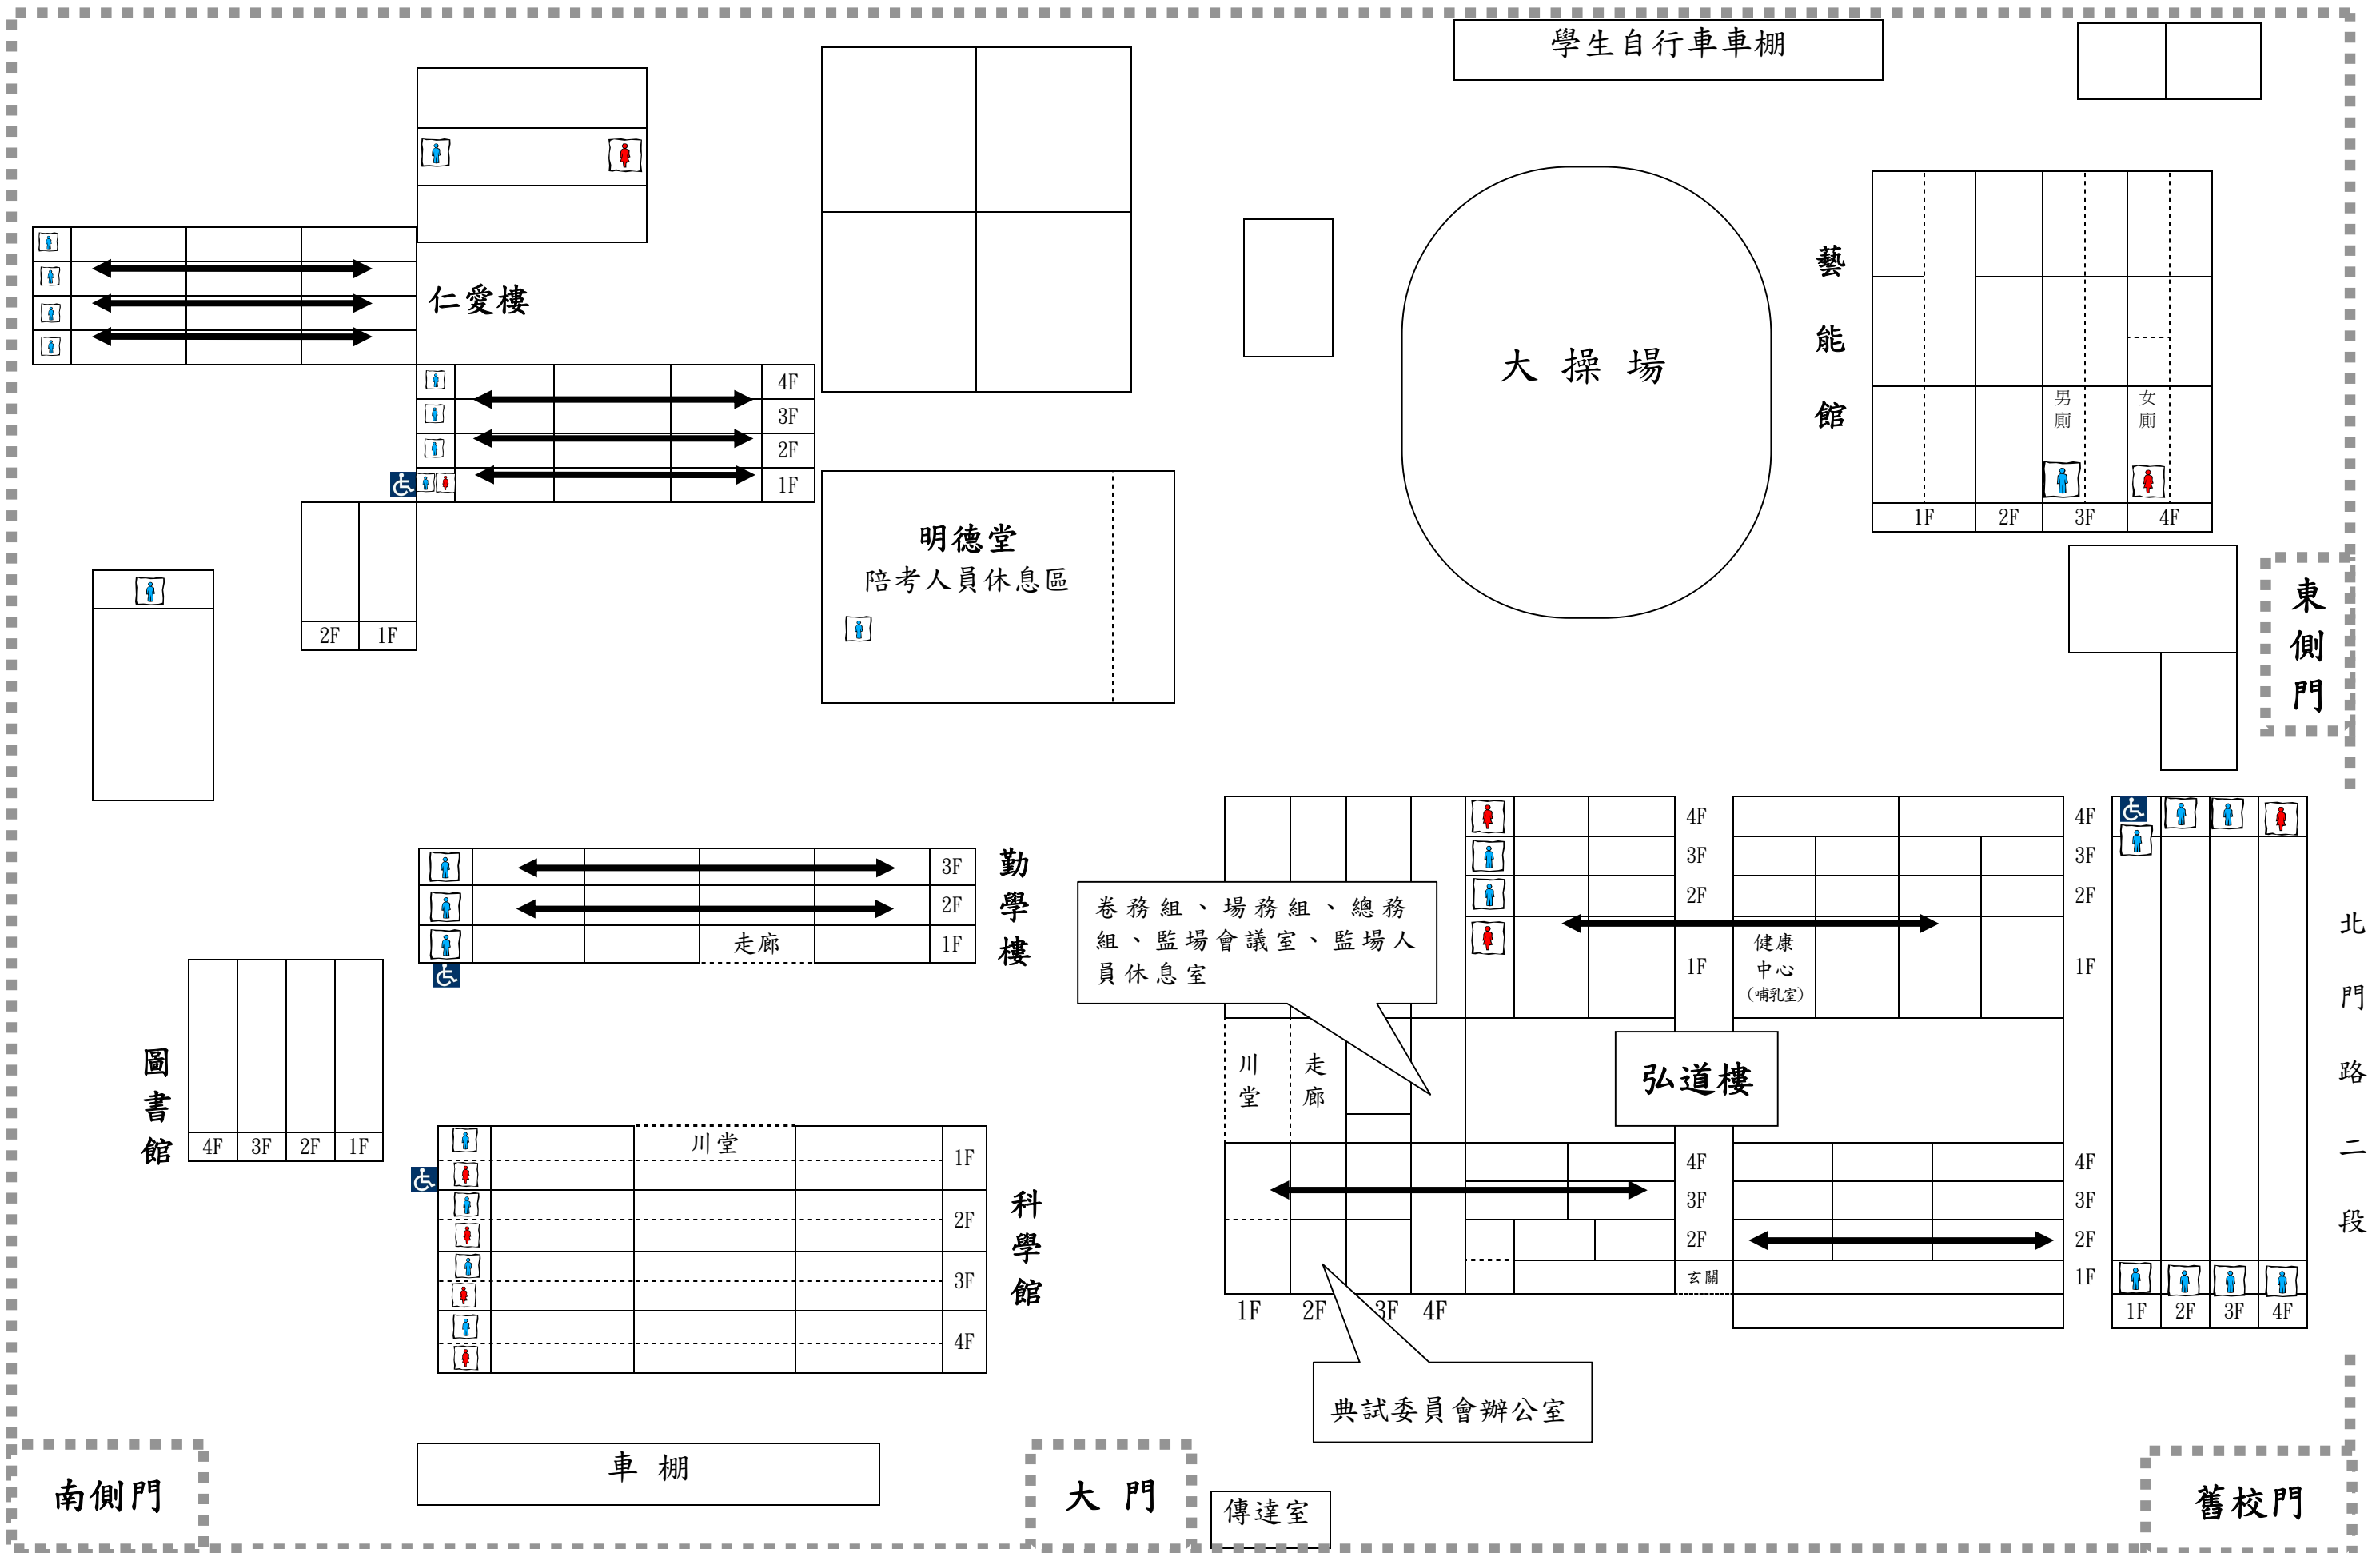 學生自行車車棚
仁愛樓
4F
3F
2F
1F
2F
1F
明德堂
陪考人員休息區
大操場
藝能館
男廁
女廁
1F
2F
3F
4F
東側門
勤學樓
3F
2F
走廊
1F
圖書館
4F
3F
2F
1F
川堂
1F
2F
3F
4F
科學館
卷務組、場務組、總務
組、監場會議室、監場人
員休息室
4F
3F
2F
1F
健康
中心
(哺乳室)
4F
3F
2F
1F
川堂
走廊
弘道樓
4F
3F
2F
玄關
4F
3F
2F
1F
1F
2F
3F
4F
1F
2F
3F
4F
北門路二段
典試委員會辦公室
車棚
南側門
大門
傳達室
舊校門